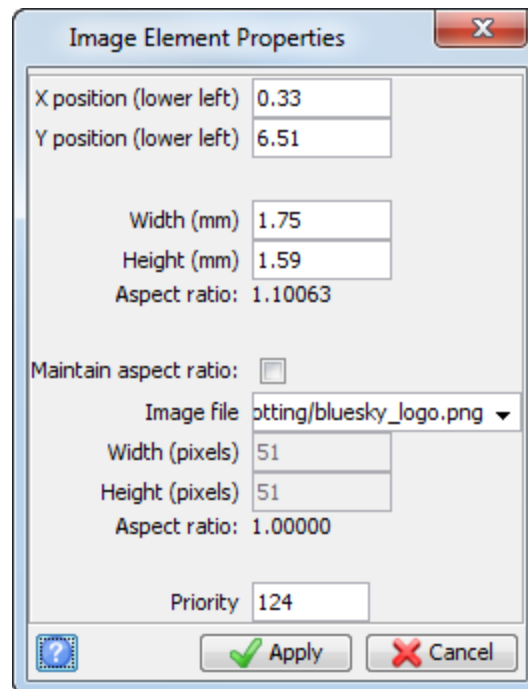 Image Element Properties
X position (lower left) 0.33
Y position (lower left) 6.51
Width (mm) 1.75
Height (mm) 1.59
Aspect ratio: 1.10063
Maintain aspect ratio:
Image file otting/bluesky_logo.png
Width (pixels) 51
Height (pixels) 51
Aspect ratio: 1.00000
Priority 124
? Apply Cancel